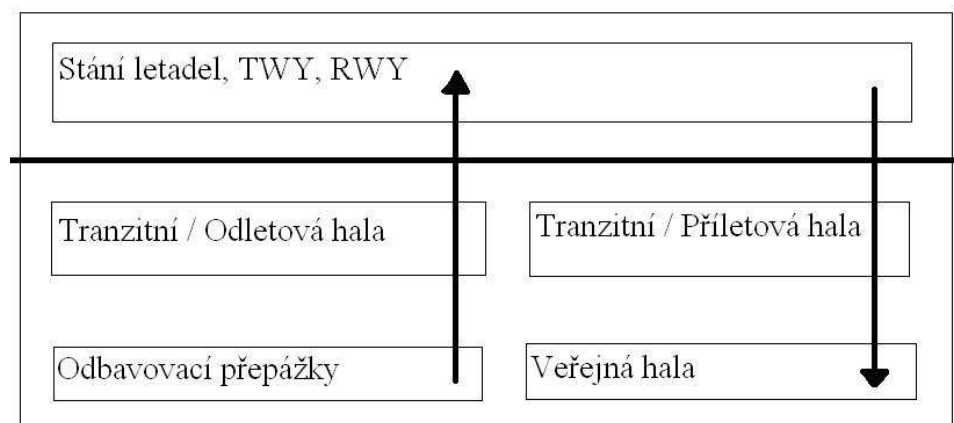 Stání letadel, TWY, RWY
Tranzitní / Odletová hala
Tranzitní / Příletová hala
Odbavovací přepážky
Veřejná hala